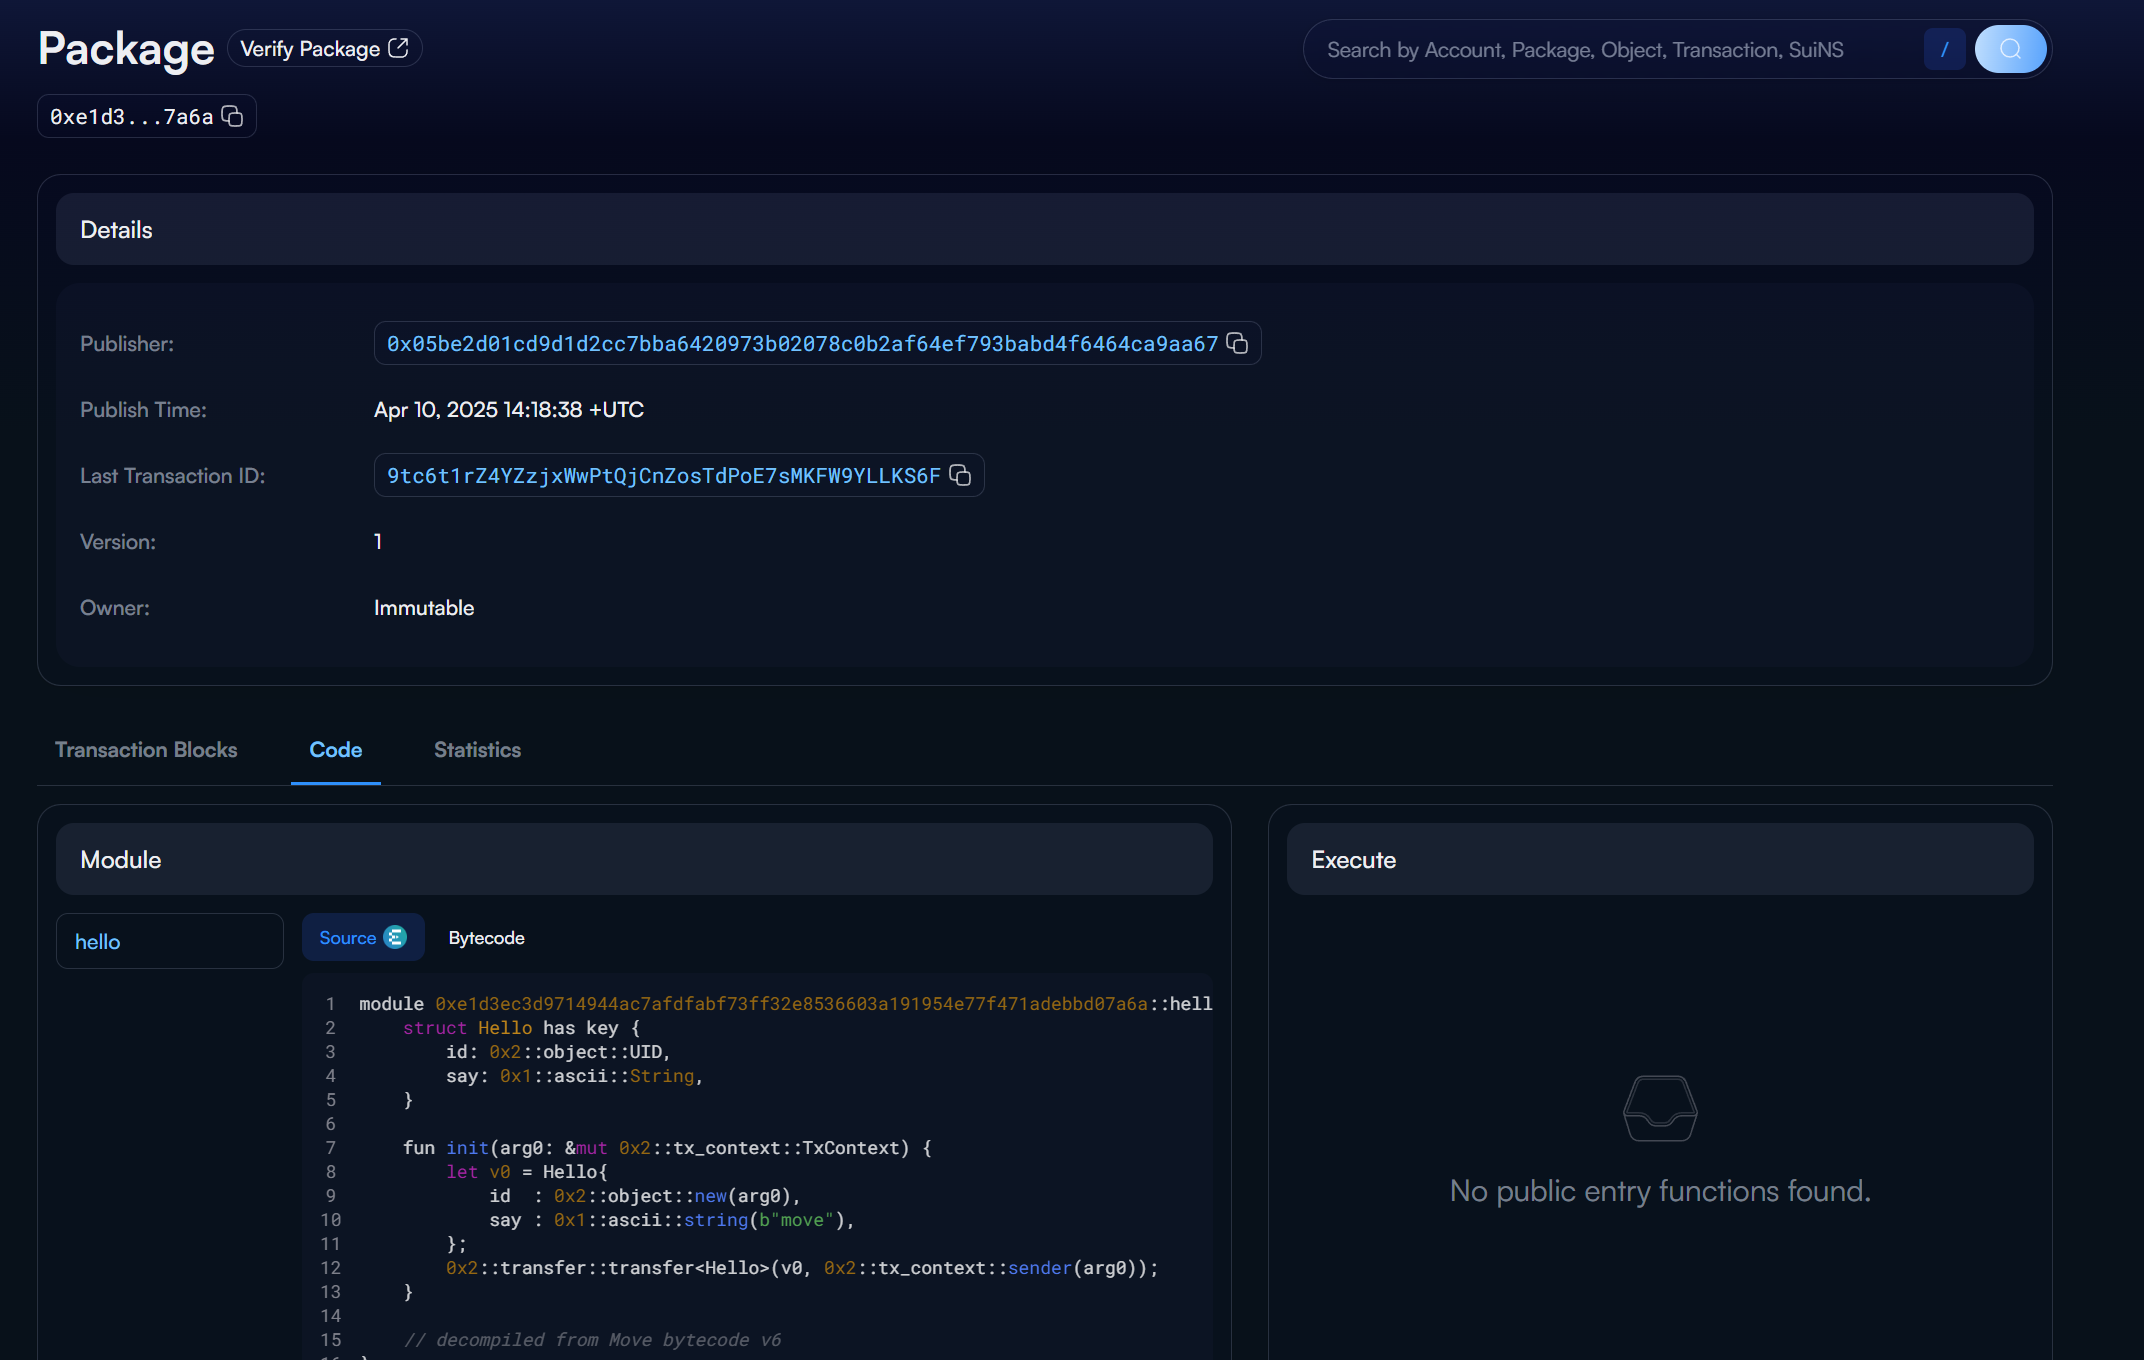 Package Verify Package
Search by Account, Package, Object, Transaction, SuiNS /
0xe1d3...7a6a
Details
Publisher: 0x05be2d01cd9d1d2cc7bba6420973b02078c0b2af64ef793babd4f6464ca9aa67
Publish Time: Apr 10, 2025 14:18:38 +UTC
Last Transaction ID: 9tc6t1rZ4YZzjxWwPtQjCnZosTdPoE7sMKFW9YLLKS6F
Version: 1
Owner: Immutable
Transaction Blocks Code Statistics
Module
hello
Source Bytecode
1 module 0xe1d3ec3d9714944ac7afdfabf73ff32e8536603a191954e77f471adebbd07a6a::hell
2     struct Hello has key {
3         id: 0x2::object::UID,
4         say: 0x1::ascii::String,
5     }
6
7     fun init(arg0: &mut 0x2::tx_context::TxContext) {
8         let v0 = Hello{
9             id  : 0x2::object::new(arg0),
10             say : 0x1::ascii::string(b"move"),
11         };
12         0x2::transfer::transfer<Hello>(v0, 0x2::tx_context::sender(arg0));
13     }
14
15     // decompiled from Move bytecode v6
Execute
No public entry functions found.